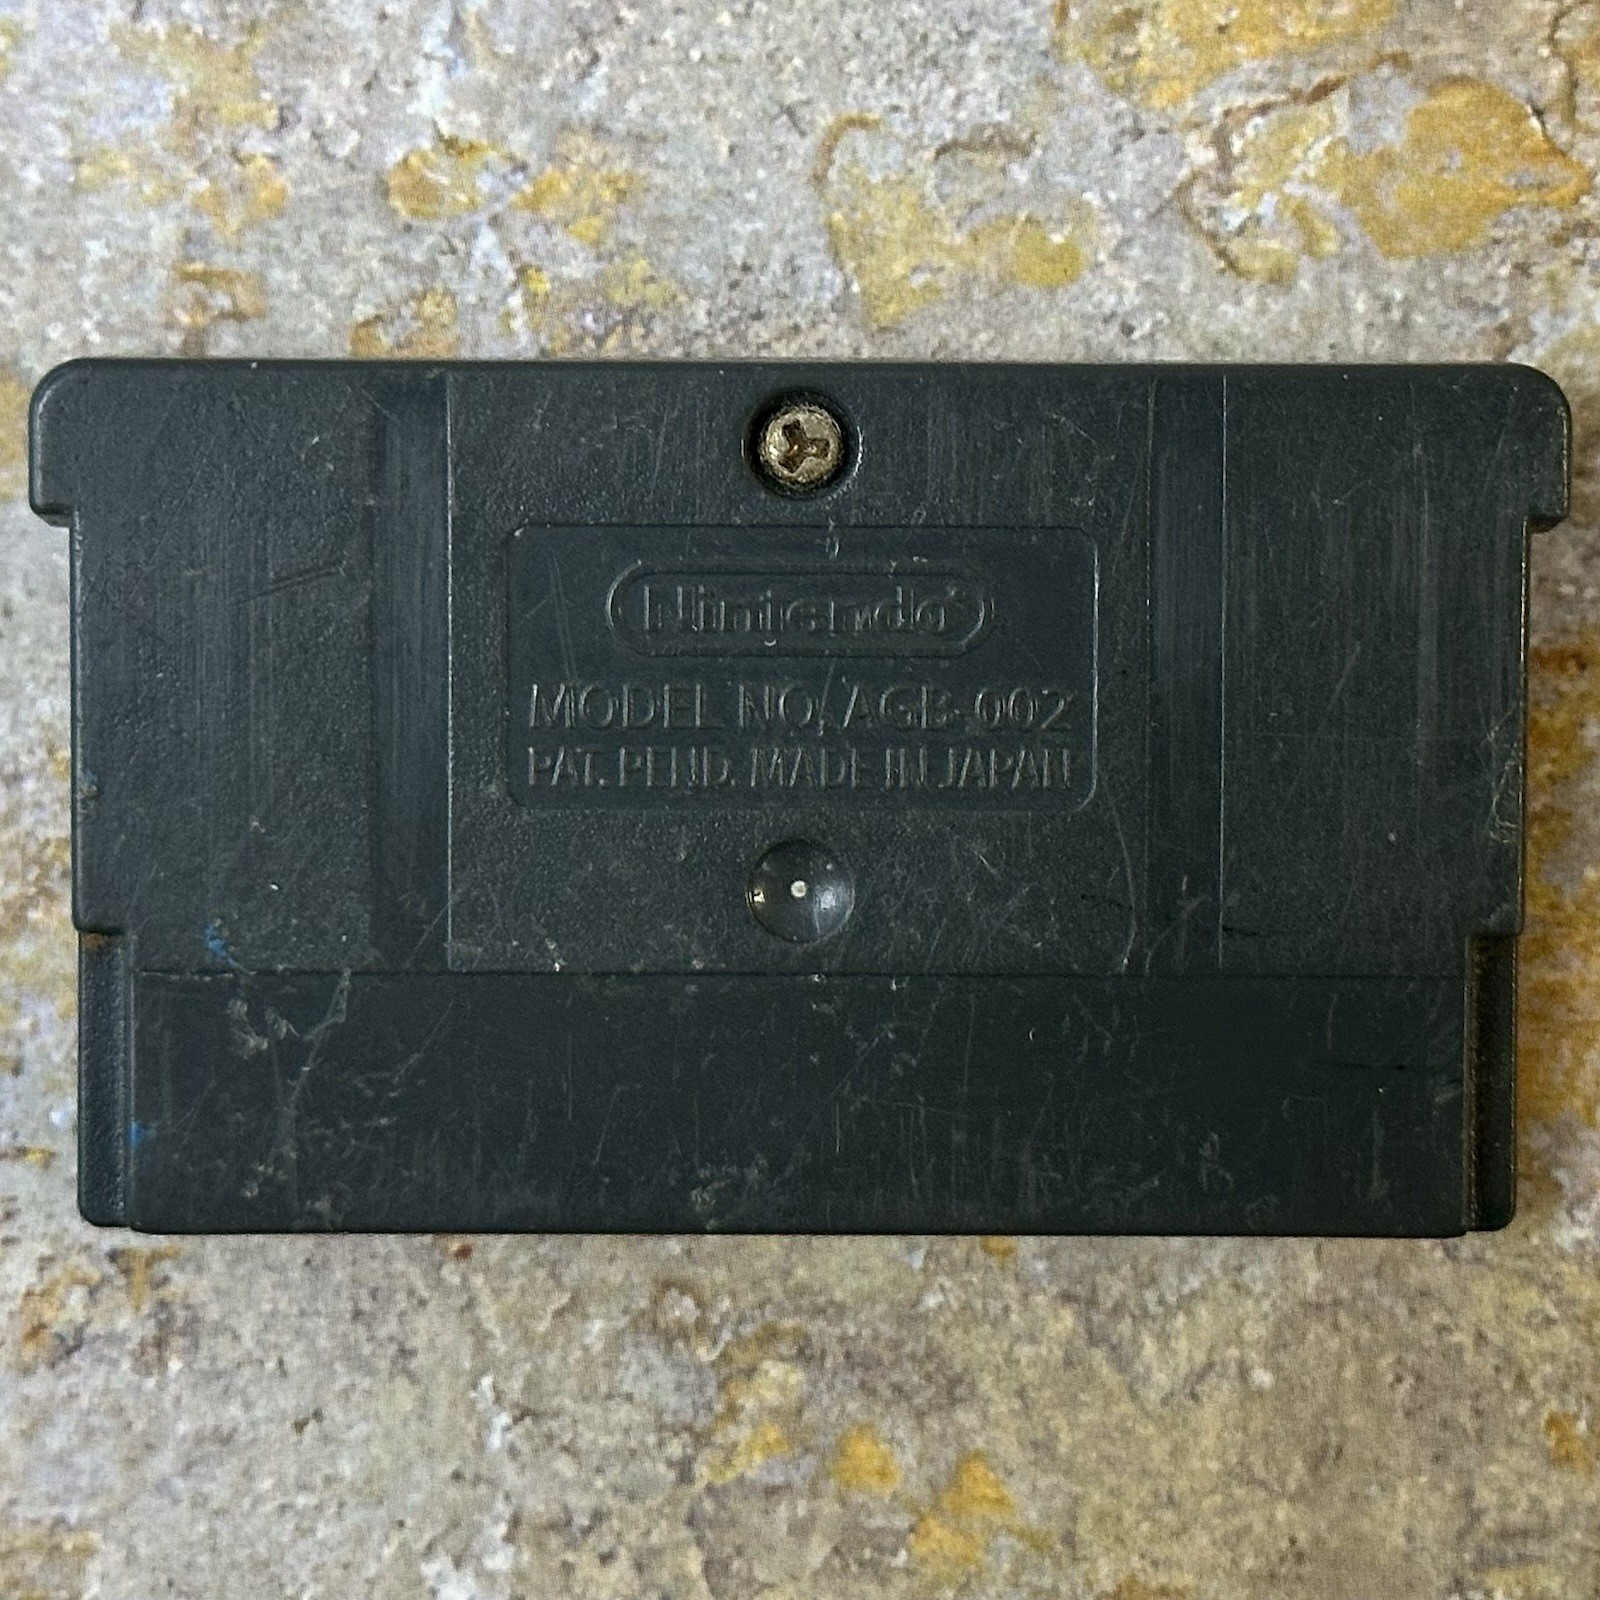 Nintendo
MODEL NO. AGB-002
PAT. PEND. MADE IN JAPAN